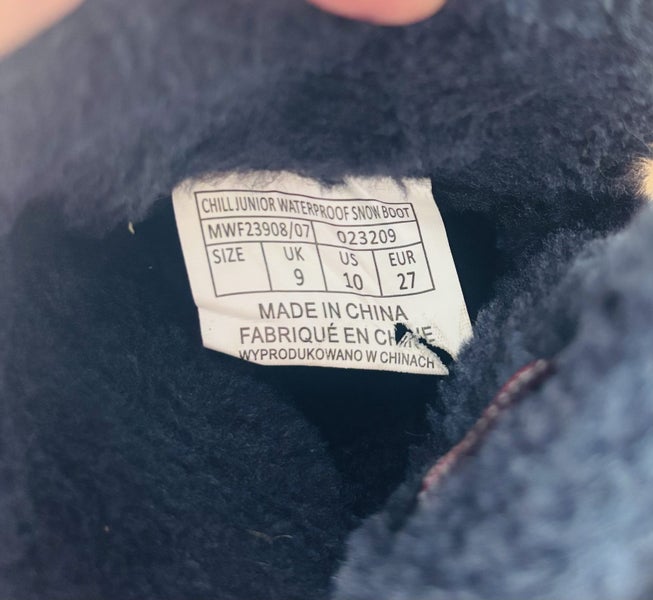 CHILL JUNIOR WATERPROOF SNOW BOOT
MWF23908/07 023209
SIZE UK US EUR
9 10 27
MADE IN CHINA
FABRIQUÉ EN CHINE
WYPRODUKOWANO W CHINACH